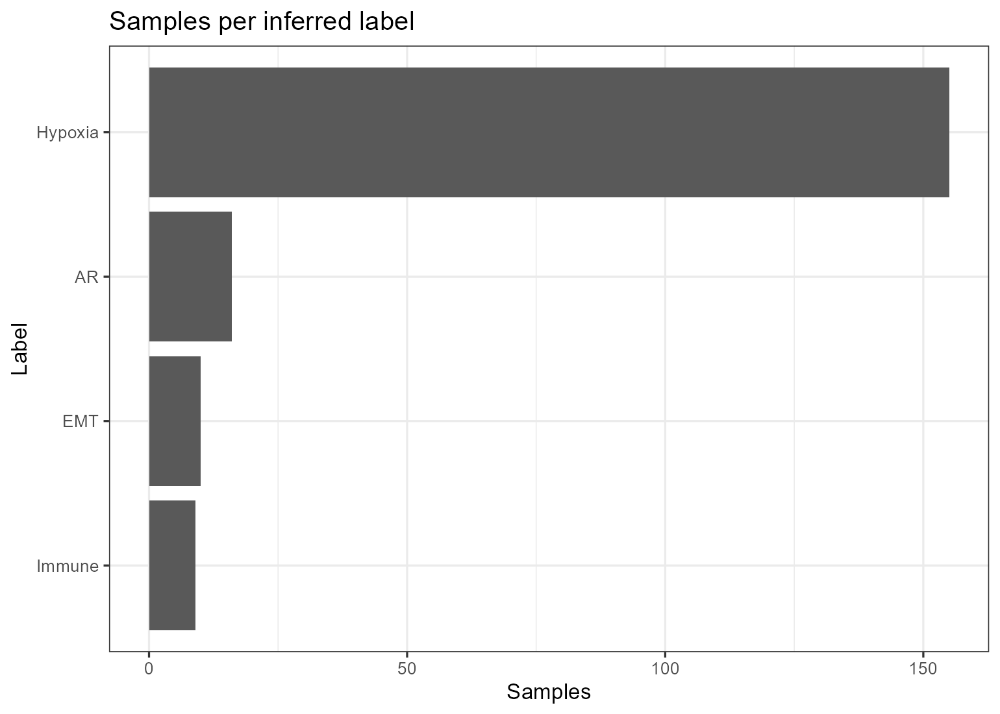 Samples per inferred label
Label
Hypoxia
AR
EMT
Immune
0 50 100 150
Samples